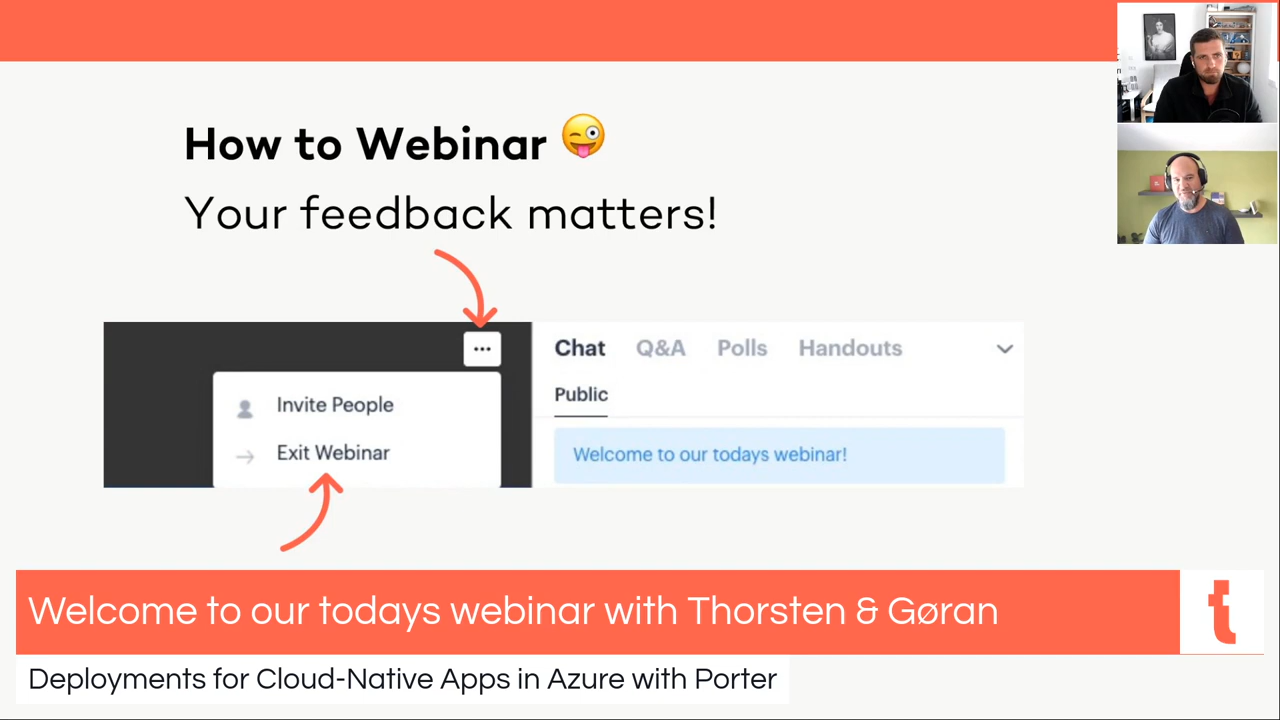 How to Webinar 😜
Your feedback matters!
...
Invite People
Exit Webinar
Chat Q&A Polls Handouts
Public
Welcome to our todays webinar!
Welcome to our todays webinar with Thorsten & Gøran
t
Deployments for Cloud-Native Apps in Azure with Porter